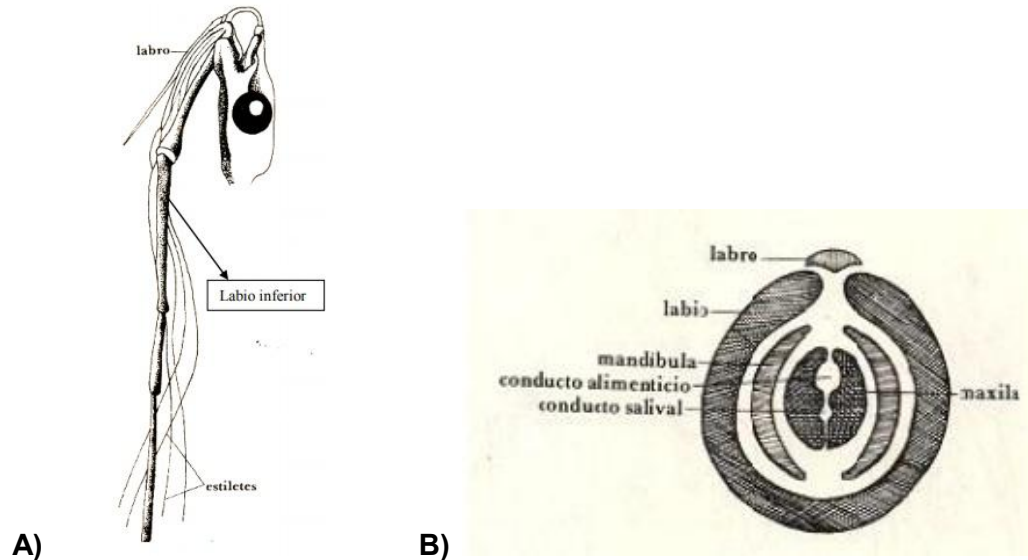 labro
Labio inferior
estiletes
A)
labro
labio
mandibula
conducto alimenticio
conducto salival
maxila
B)